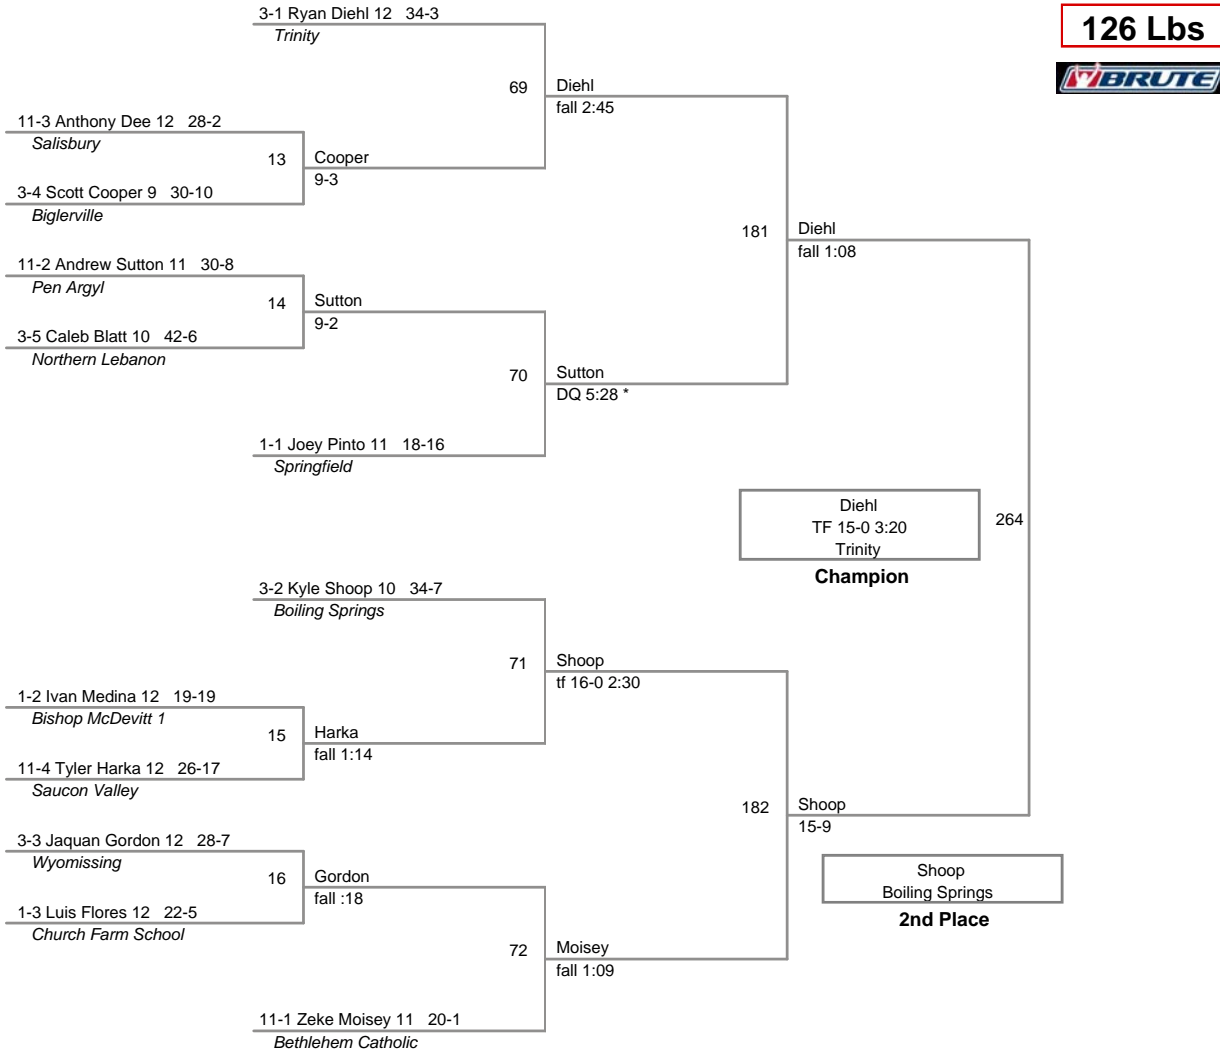 3-1 Ryan Diehl 12 34-3
Trinity
126 Lbs
BRUTE
69
Diehl
fall 2:45
11-3 Anthony Dee 12 28-2
Salisbury
13
Cooper
9-3
3-4 Scott Cooper 9 30-10
Biglerville
181
Diehl
fall 1:08
11-2 Andrew Sutton 11 30-8
Pen Argyl
14
Sutton
9-2
3-5 Caleb Blatt 10 42-6
Northern Lebanon
70
Sutton
DQ 5:28 *
1-1 Joey Pinto 11 18-16
Springfield
Diehl
TF 15-0 3:20
Trinity
Champion
264
3-2 Kyle Shoop 10 34-7
Boiling Springs
71
Shoop
tf 16-0 2:30
1-2 Ivan Medina 12 19-19
Bishop McDevitt 1
15
Harka
fall 1:14
11-4 Tyler Harka 12 26-17
Saucon Valley
182
Shoop
15-9
3-3 Jaquan Gordon 12 28-7
Wyomissing
16
Gordon
fall :18
1-3 Luis Flores 12 22-5
Church Farm School
Shoop
Boiling Springs
2nd Place
72
Moisey
fall 1:09
11-1 Zeke Moisey 11 20-1
Bethlehem Catholic